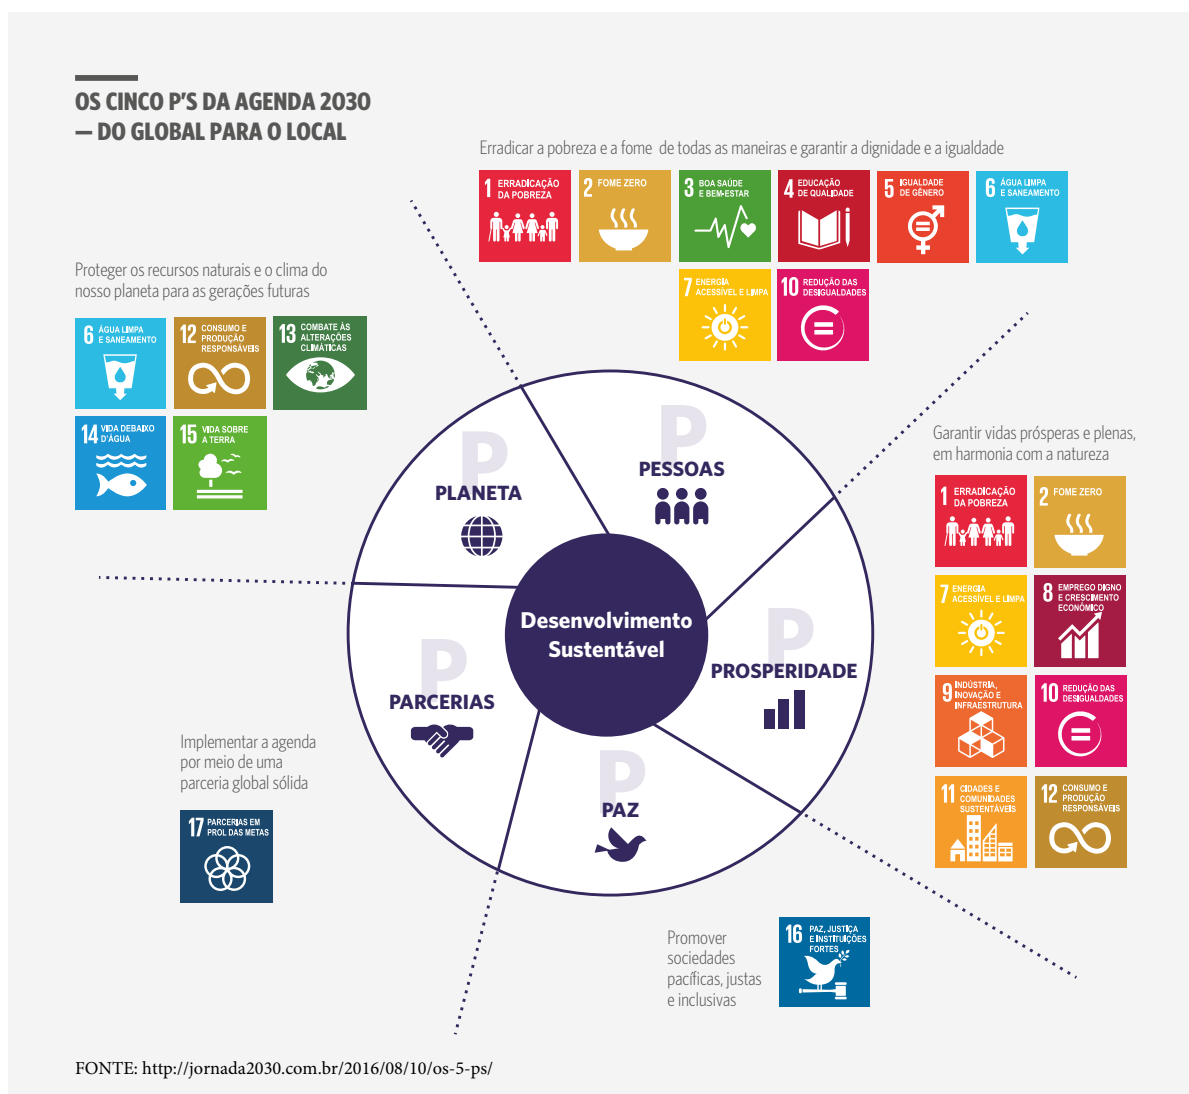 OS CINCO P'S DA AGENDA 2030
— DO GLOBAL PARA O LOCAL
Erradicar a pobreza e a fome de todas as maneiras e garantir a dignidade e a igualdade
1 ERRADICAÇÃO
DA POBREZA
2 FOME ZERO
3 BOA SAÚDE
E BEM-ESTAR
4 EDUCAÇÃO
DE QUALIDADE
5 IGUALDADE
DE GÊNERO
6 ÁGUA LIMPA
E SANEAMENTO
7 ENERGIA
ACESSÍVEL E LIMPA
10 REDUÇÃO DAS
DESIGUALDADES
Proteger os recursos naturais e o clima do
nosso planeta para as gerações futuras
6 ÁGUA LIMPA
E SANEAMENTO
12 CONSUMO E
PRODUÇÃO
RESPONSÁVEIS
13 COMBATE ÀS
ALTERAÇÕES
CLIMÁTICAS
14 VIDA DEBAIXO
D'ÁGUA
15 VIDA SOBRE
A TERRA
P
PESSOAS
P
PLANETA
Garantir vidas prósperas e plenas,
em harmonia com a natureza
1 ERRADICAÇÃO
DA POBREZA
2 FOME ZERO
7 ENERGIA
ACESSÍVEL E LIMPA
8 EMPREGO DIGNO
E CRESCIMENTO
ECONÔMICO
9 INDÚSTRIA,
INOVAÇÃO E
INFRAESTRUTURA
10 REDUÇÃO DAS
DESIGUALDADES
11 CIDADES E
COMUNIDADES
SUSTENTÁVEIS
12 CONSUMO E
PRODUÇÃO
RESPONSÁVEIS
Desenvolvimento
Sustentável
P
PROSPERIDADE
P
PARCERIAS
P
PAZ
Implementar a agenda
por meio de uma
parceria global sólida
17 PARCERIAS EM
PROL DAS METAS
Promover
sociedades
pacíficas, justas
e inclusivas
16 PAZ, JUSTIÇA
E INSTITUIÇÕES
FORTES
FONTE: http://jornada2030.com.br/2016/08/10/os-5-ps/